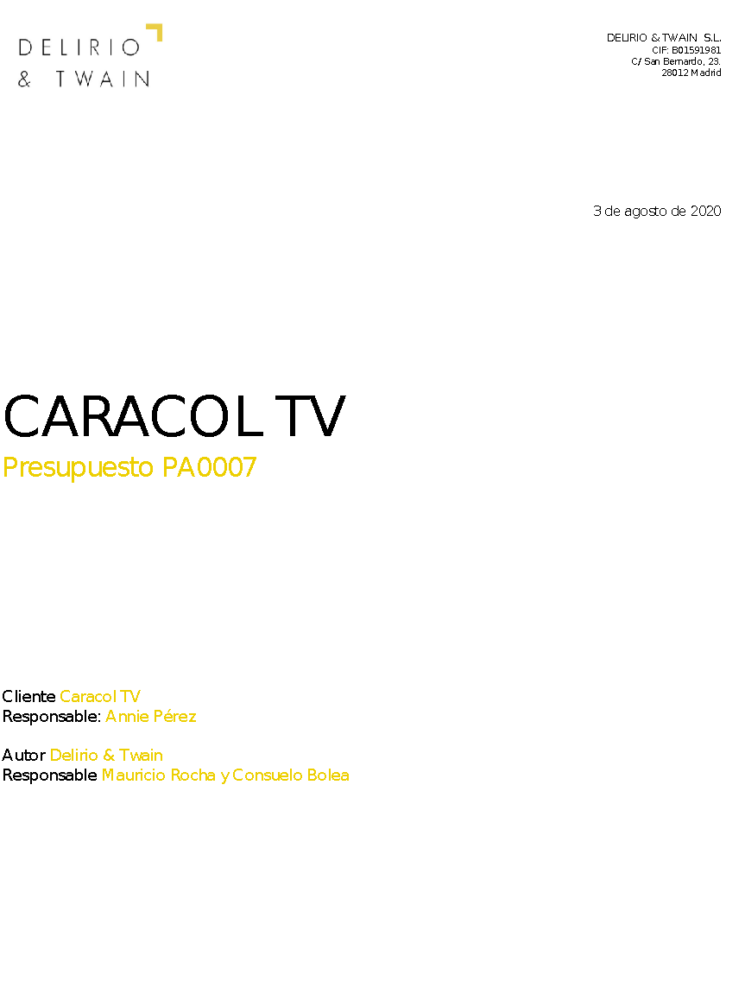 DELIRIO
& TWAIN
DELIRIO & TWAIN S.L.
CIF: B01591981
C/ San Bernardo, 23.
28012 Madrid
3 de agosto de 2020
CARACOL TV
Presupuesto PA0007
Cliente Caracol TV
Responsable: Annie Pérez
Autor Delirio & Twain
Responsable Mauricio Rocha y Consuelo Bolea